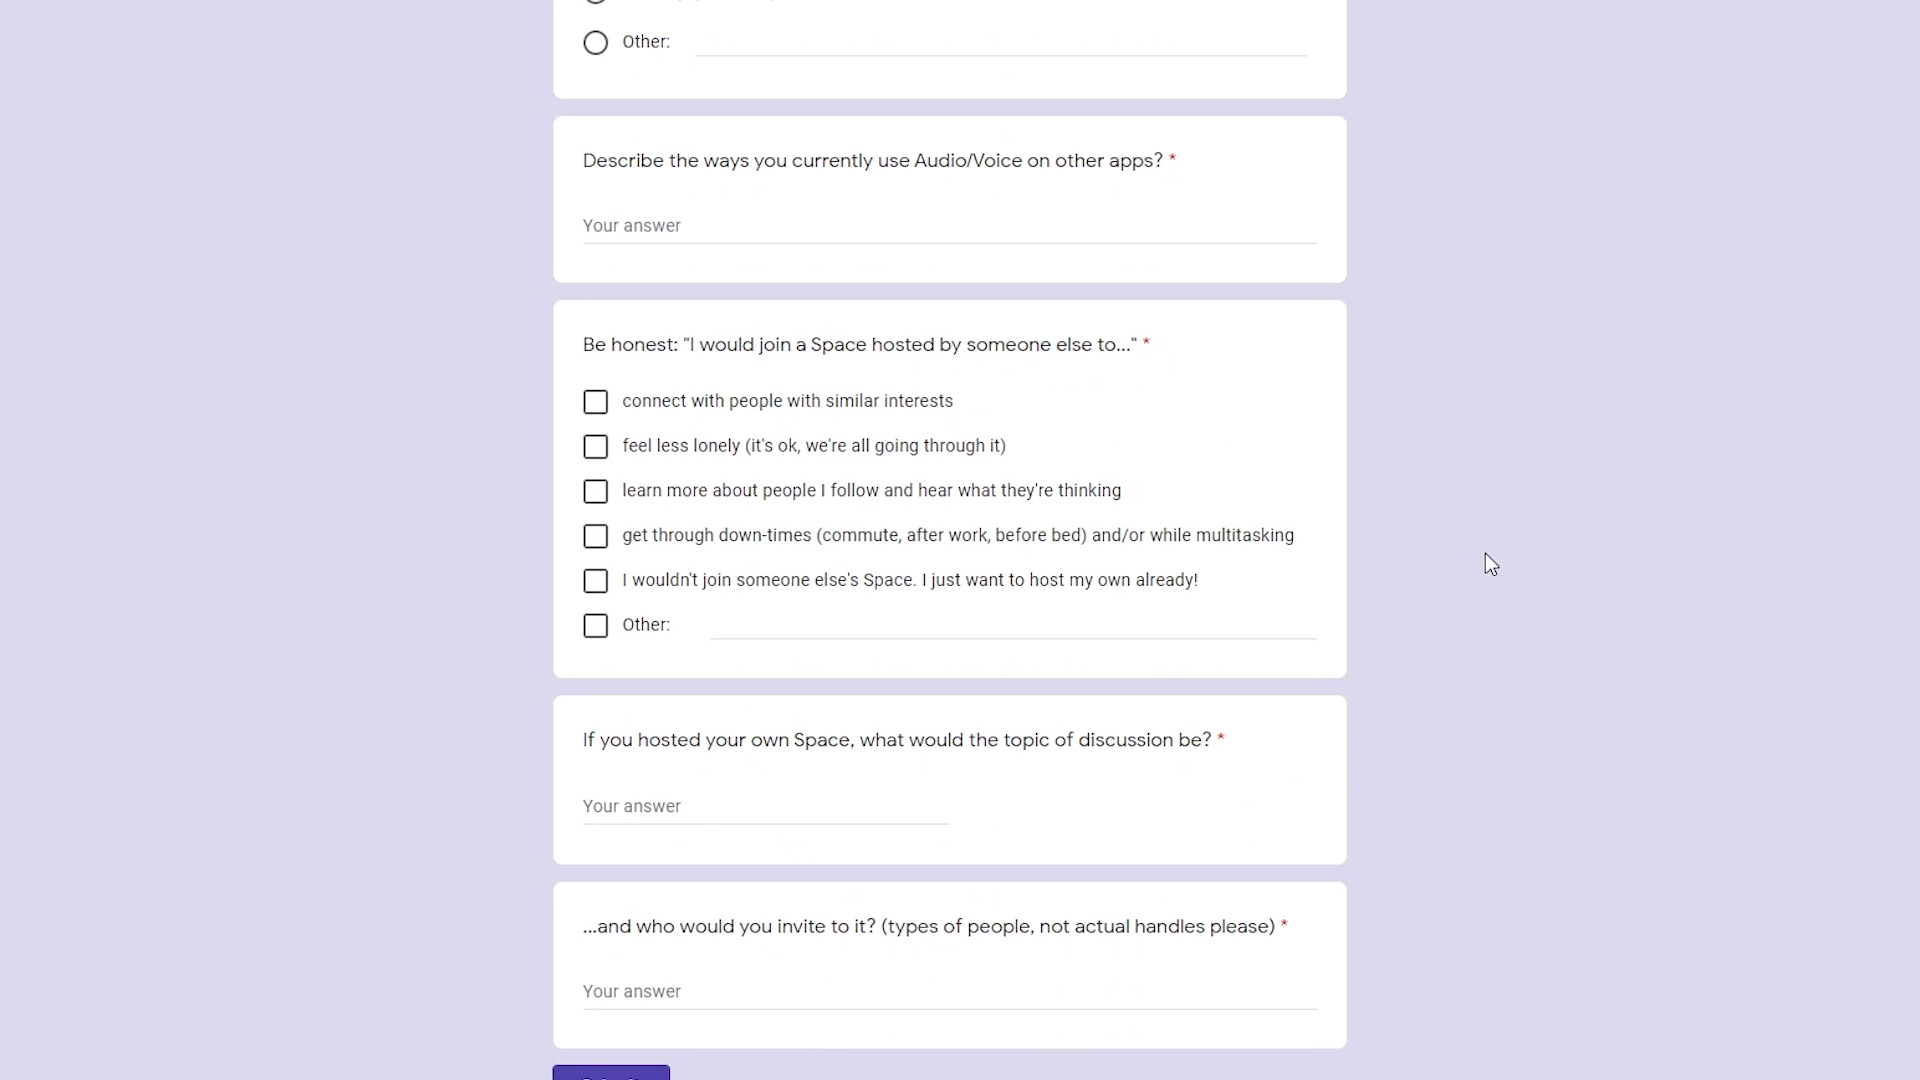 Other:
Describe the ways you currently use Audio/Voice on other apps? *
Your answer
Be honest: "I would join a Space hosted by someone else to..." *
connect with people with similar interests
feel less lonely (it's ok, we're all going through it)
learn more about people I follow and hear what they're thinking
get through down-times (commute, after work, before bed) and/or while multitasking
I wouldn't join someone else's Space. I just want to host my own already!
Other:
If you hosted your own Space, what would the topic of discussion be? *
Your answer
...and who would you invite to it? (types of people, not actual handles please) *
Your answer